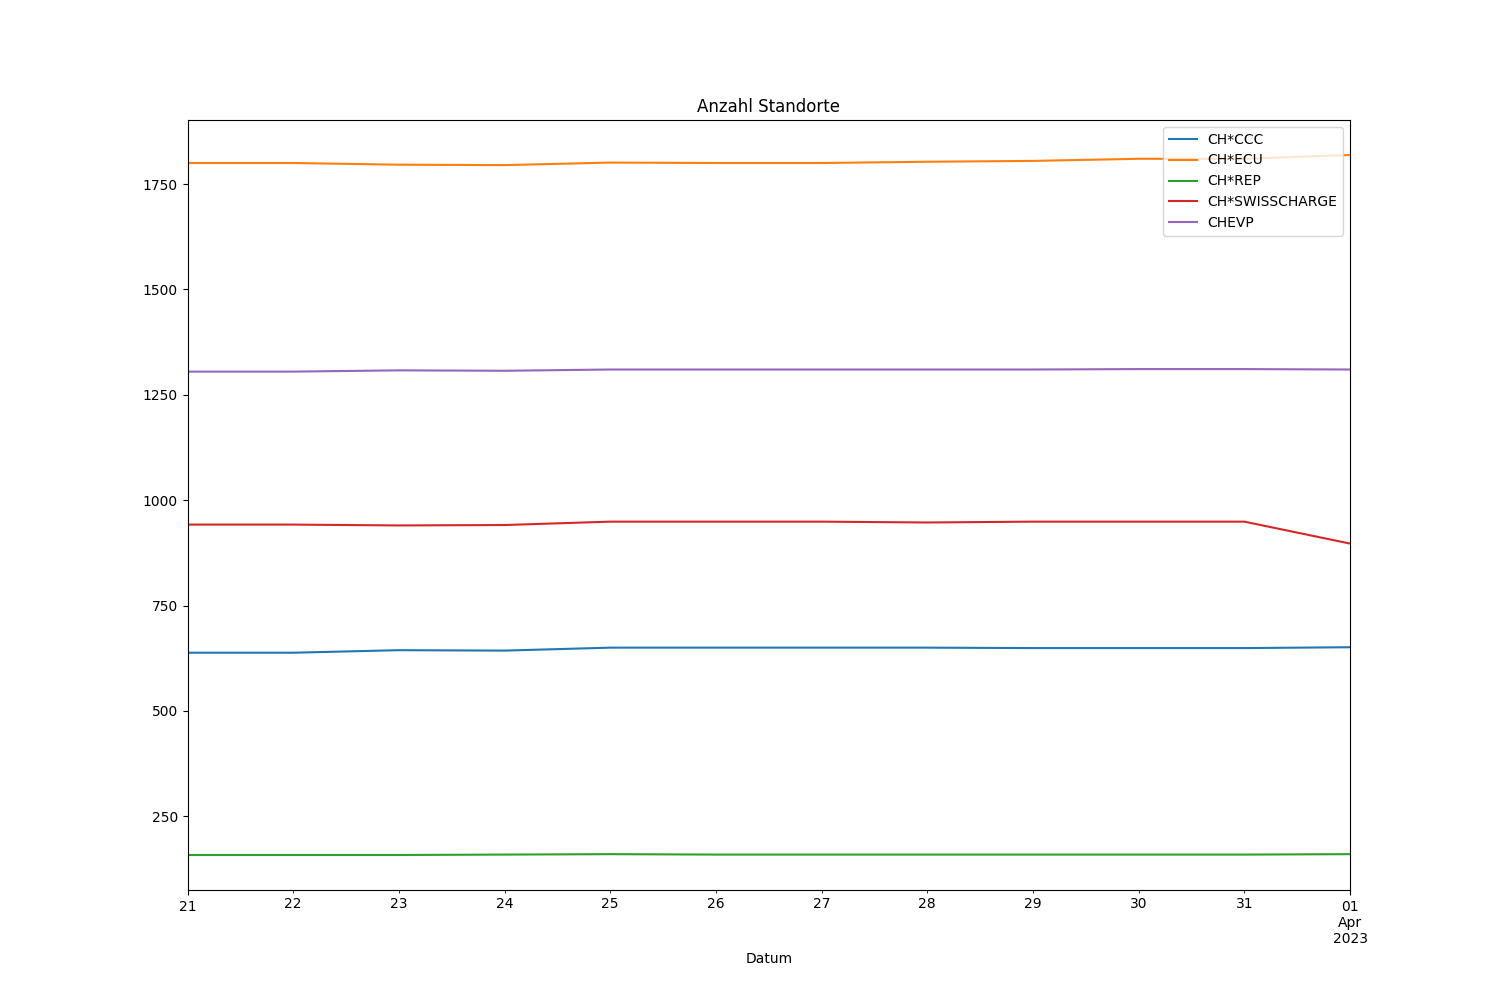 Anzahl Standorte
CH*CCC
CH*ECU
CH*REP
CH*SWISSCHARGE
CHEVP
1750
1500
1250
1000
750
500
250
21 22 23 24 25 26 27 28 29 30 31 01
Apr
2023
Datum